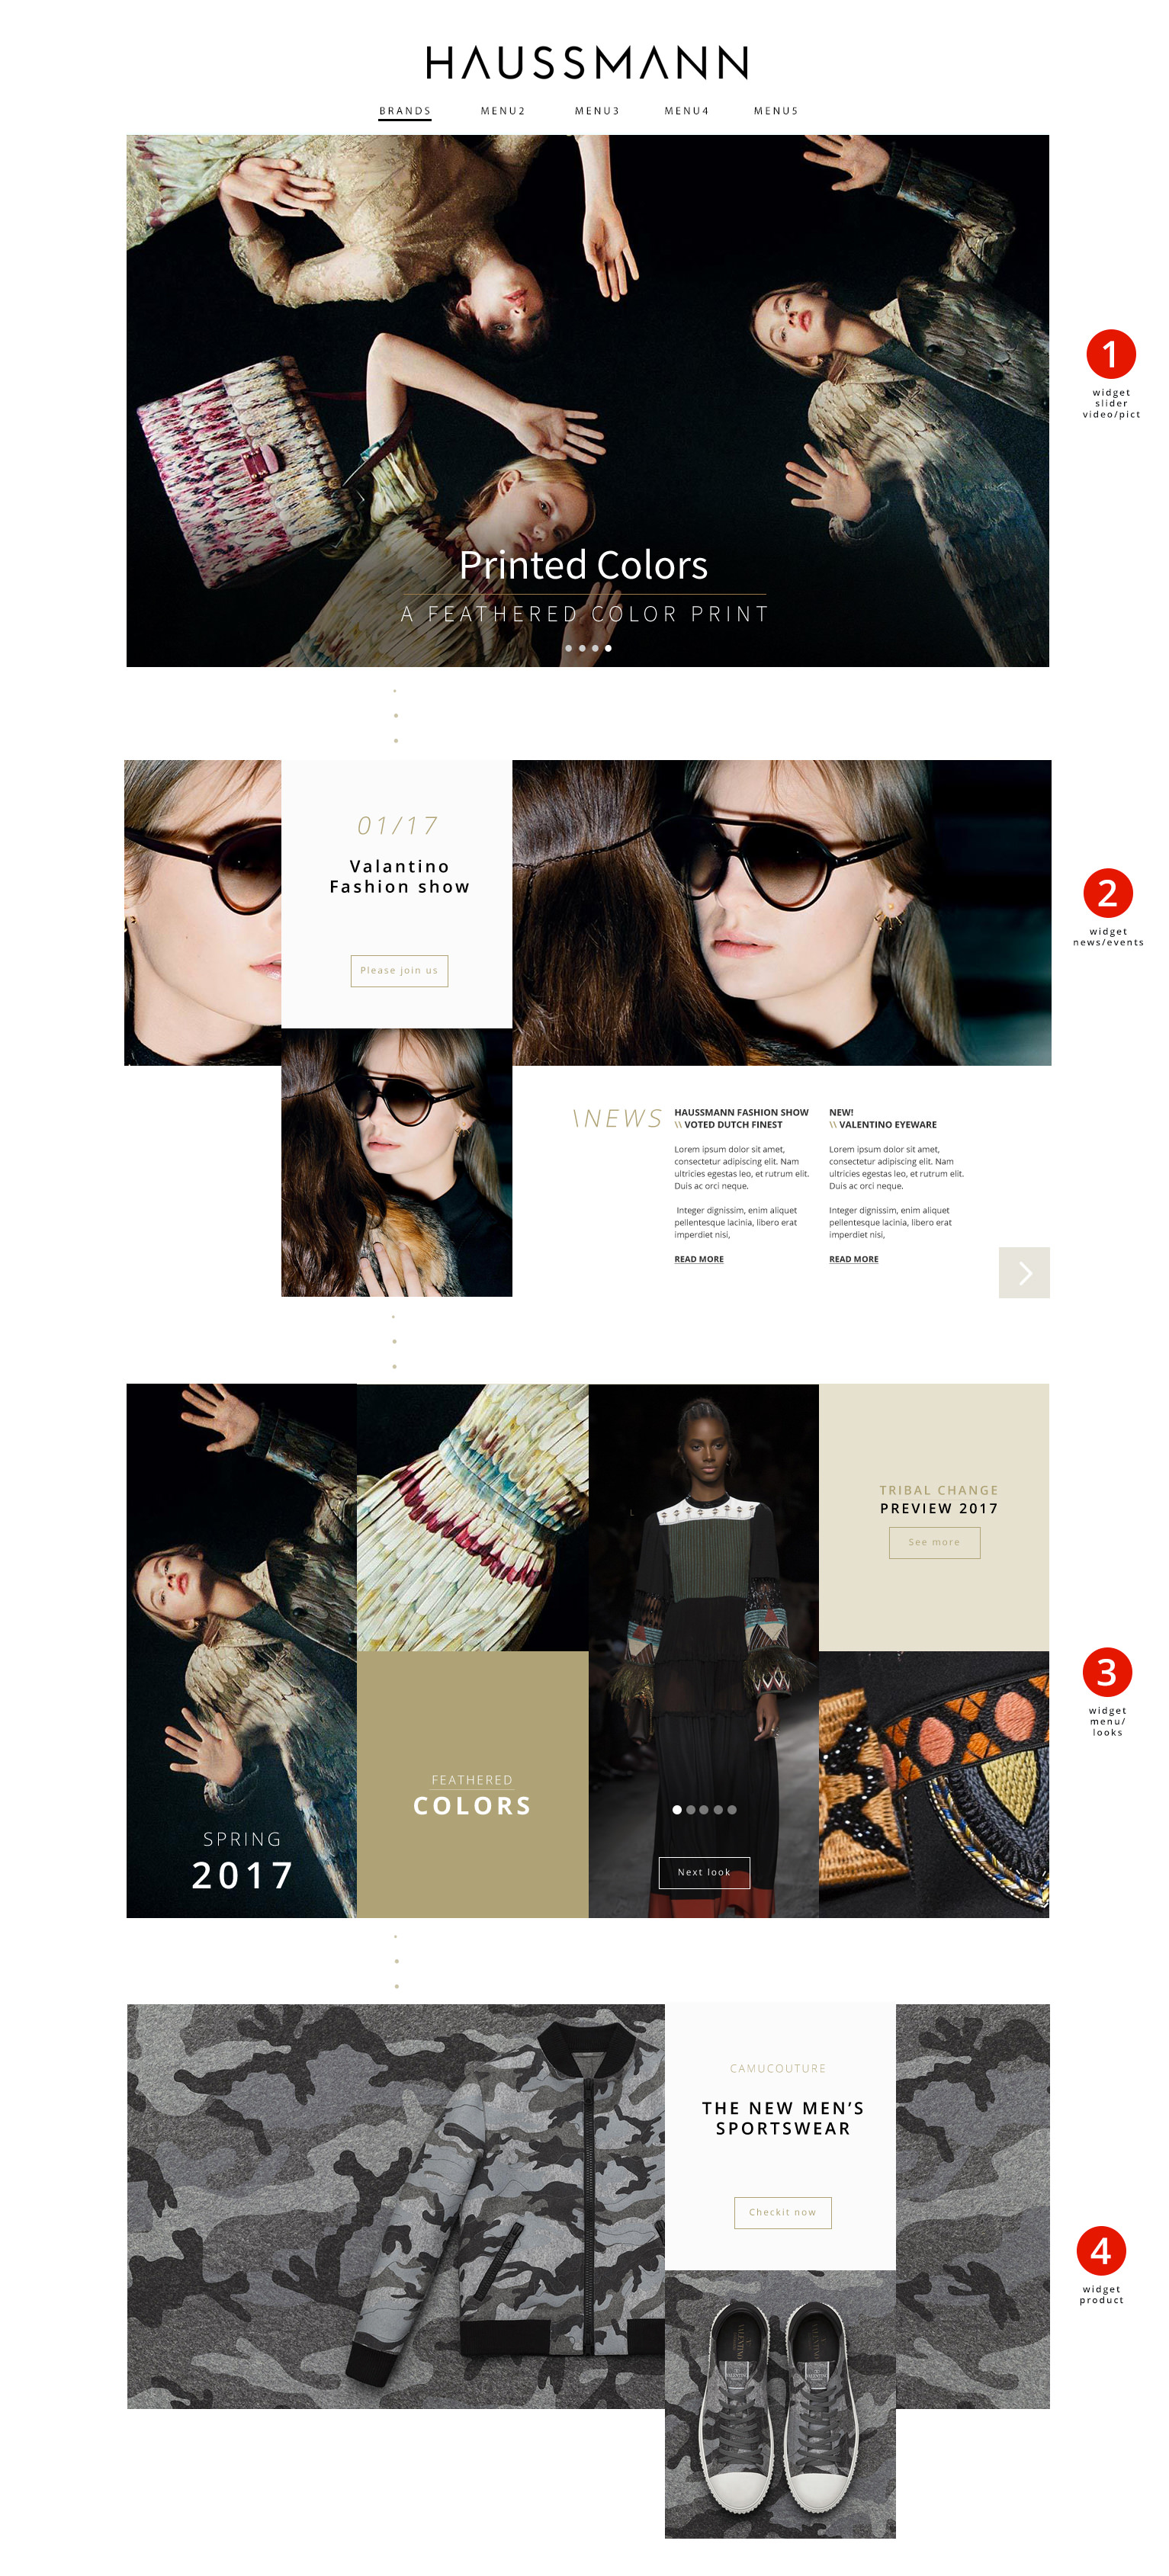 HAUSSMANN
BRANDS
MENU2
MENU3
MENU4
MENU5
Printed Colors
A FEATHERED COLOR PRINT
1
widget
slider
video/pict
01/17
Valantino
Fashion show
Please join us
2
widget
news/events
\NEWS
HAUSSMANN FASHION SHOW
\\ VOTED DUTCH FINEST
Lorem ipsum dolor sit amet,
consectetur adipiscing elit. Nam
ultricies egestas leo, et rutrum elit.
Duis ac orci neque.
Integer dignissim, enim aliquet
pellentesque lacinia, libero erat
imperdiet nisi,
READ MORE
NEW!
\\ VALENTINO EYEWARE
Lorem ipsum dolor sit amet,
consectetur adipiscing elit. Nam
ultricies egestas leo, et rutrum elit.
Duis ac orci neque.
Integer dignissim, enim aliquet
pellentesque lacinia, libero erat
imperdiet nisi,
READ MORE
SPRING
2017
FEATHERED
COLORS
L
Next look
TRIBAL CHANGE
PREVIEW 2017
See more
3
widget
menu/
looks
CAMUCOUTURE
THE NEW MEN'S
SPORTSWEAR
Checkit now
4
widget
product